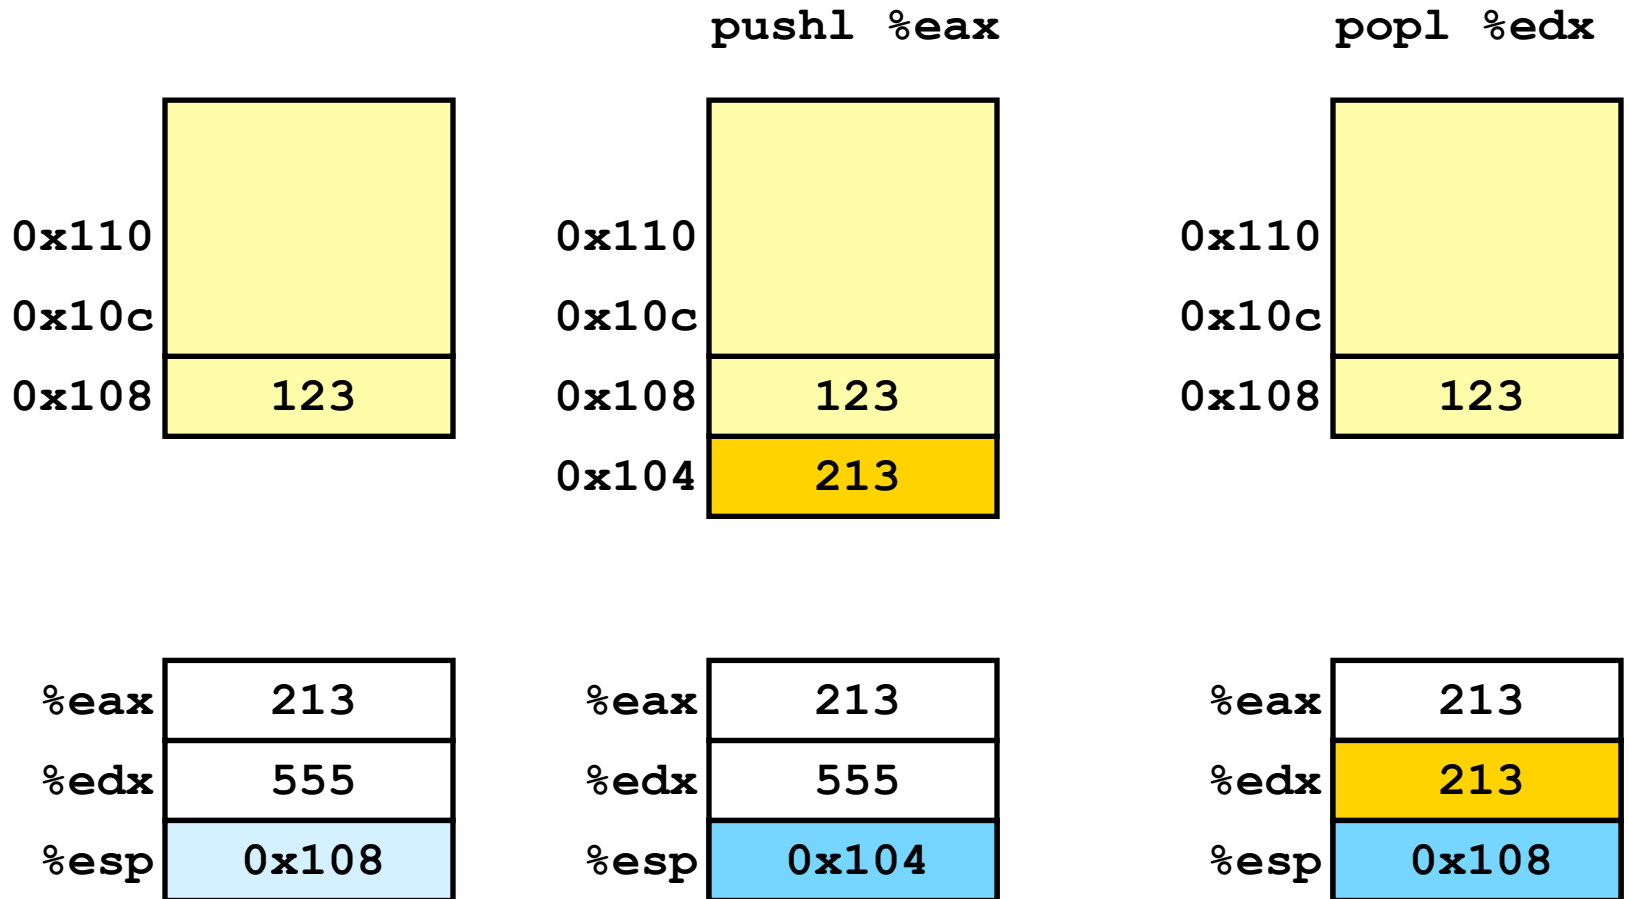 pushl %eax popl %edx
0x110 0x110 0x110
0x10c 0x10c 0x10c
0x108 123 0x108 123 0x108 123
0x104 213
%eax 213 %eax 213 %eax 213
%edx 555 %edx 555 %edx 213
%esp 0x108 %esp 0x104 %esp 0x108